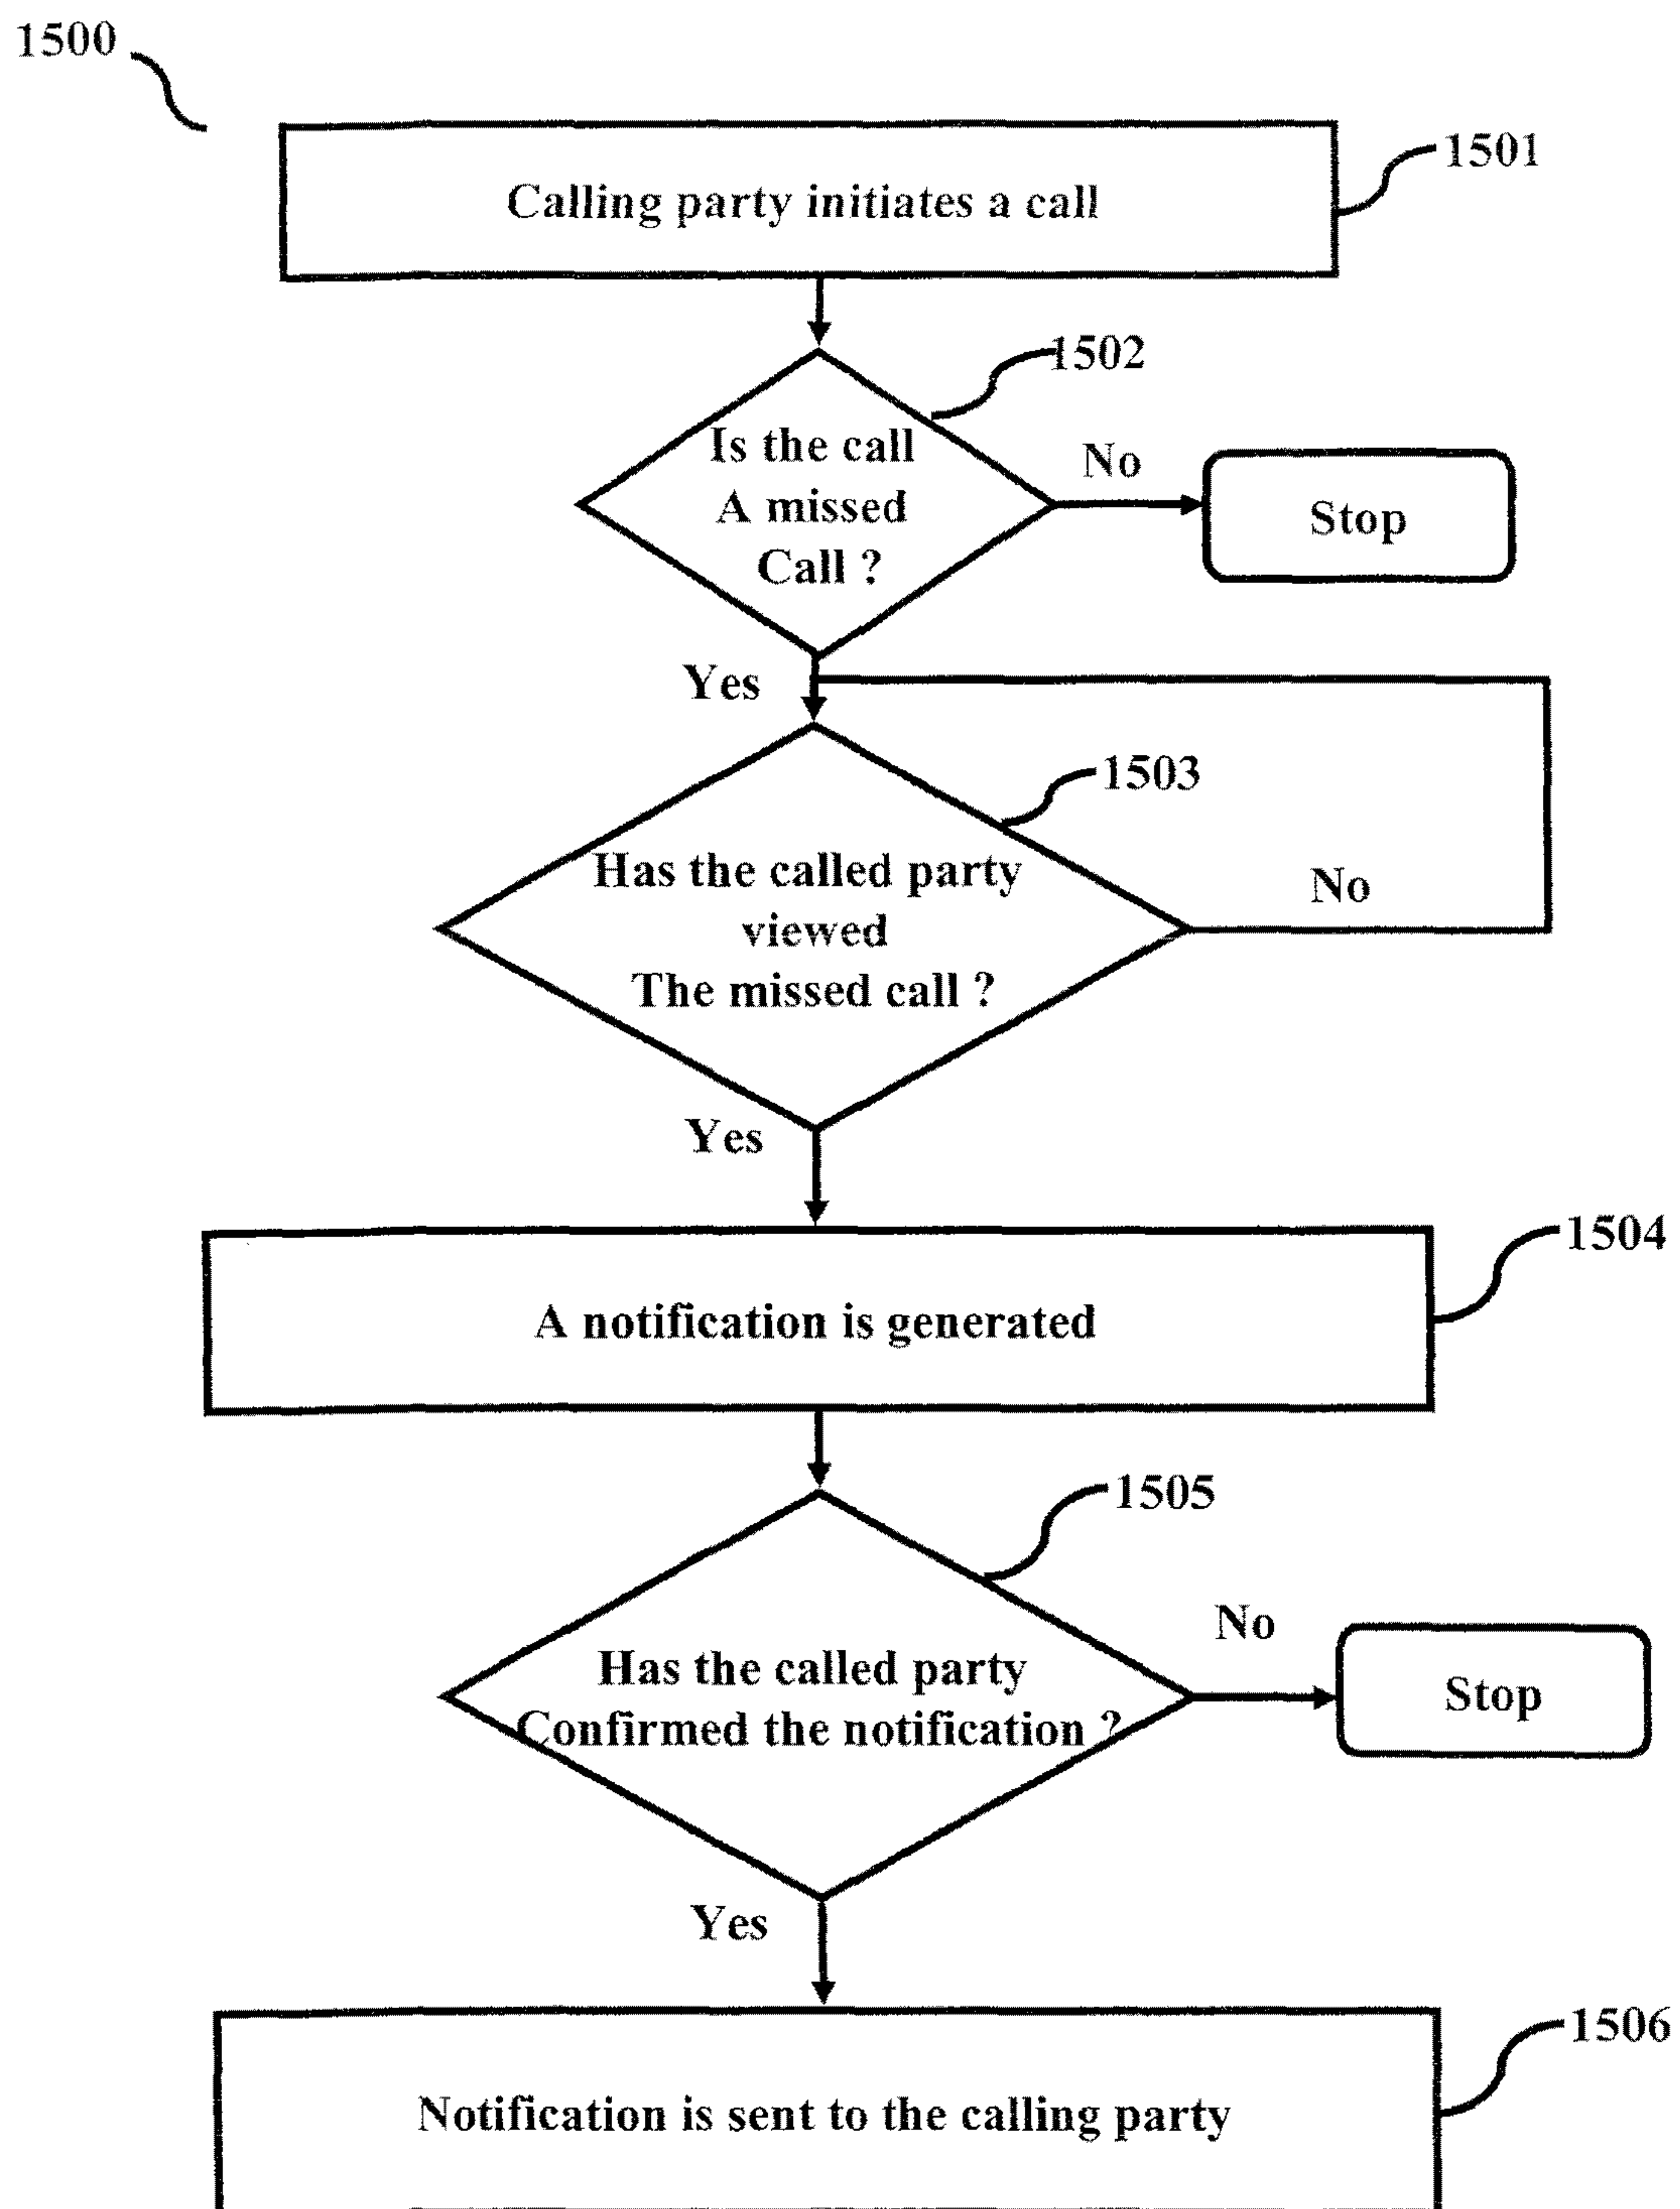 1500
1501
Calling party initiates a call
1502
Is the call
A missed
Call ?
No
Stop
Yes
1503
Has the called party
viewed
The missed call ?
No
Yes
1504
A notification is generated
1505
Has the called party
Confirmed the notification ?
No
Stop
Yes
1506
Notification is sent to the calling party